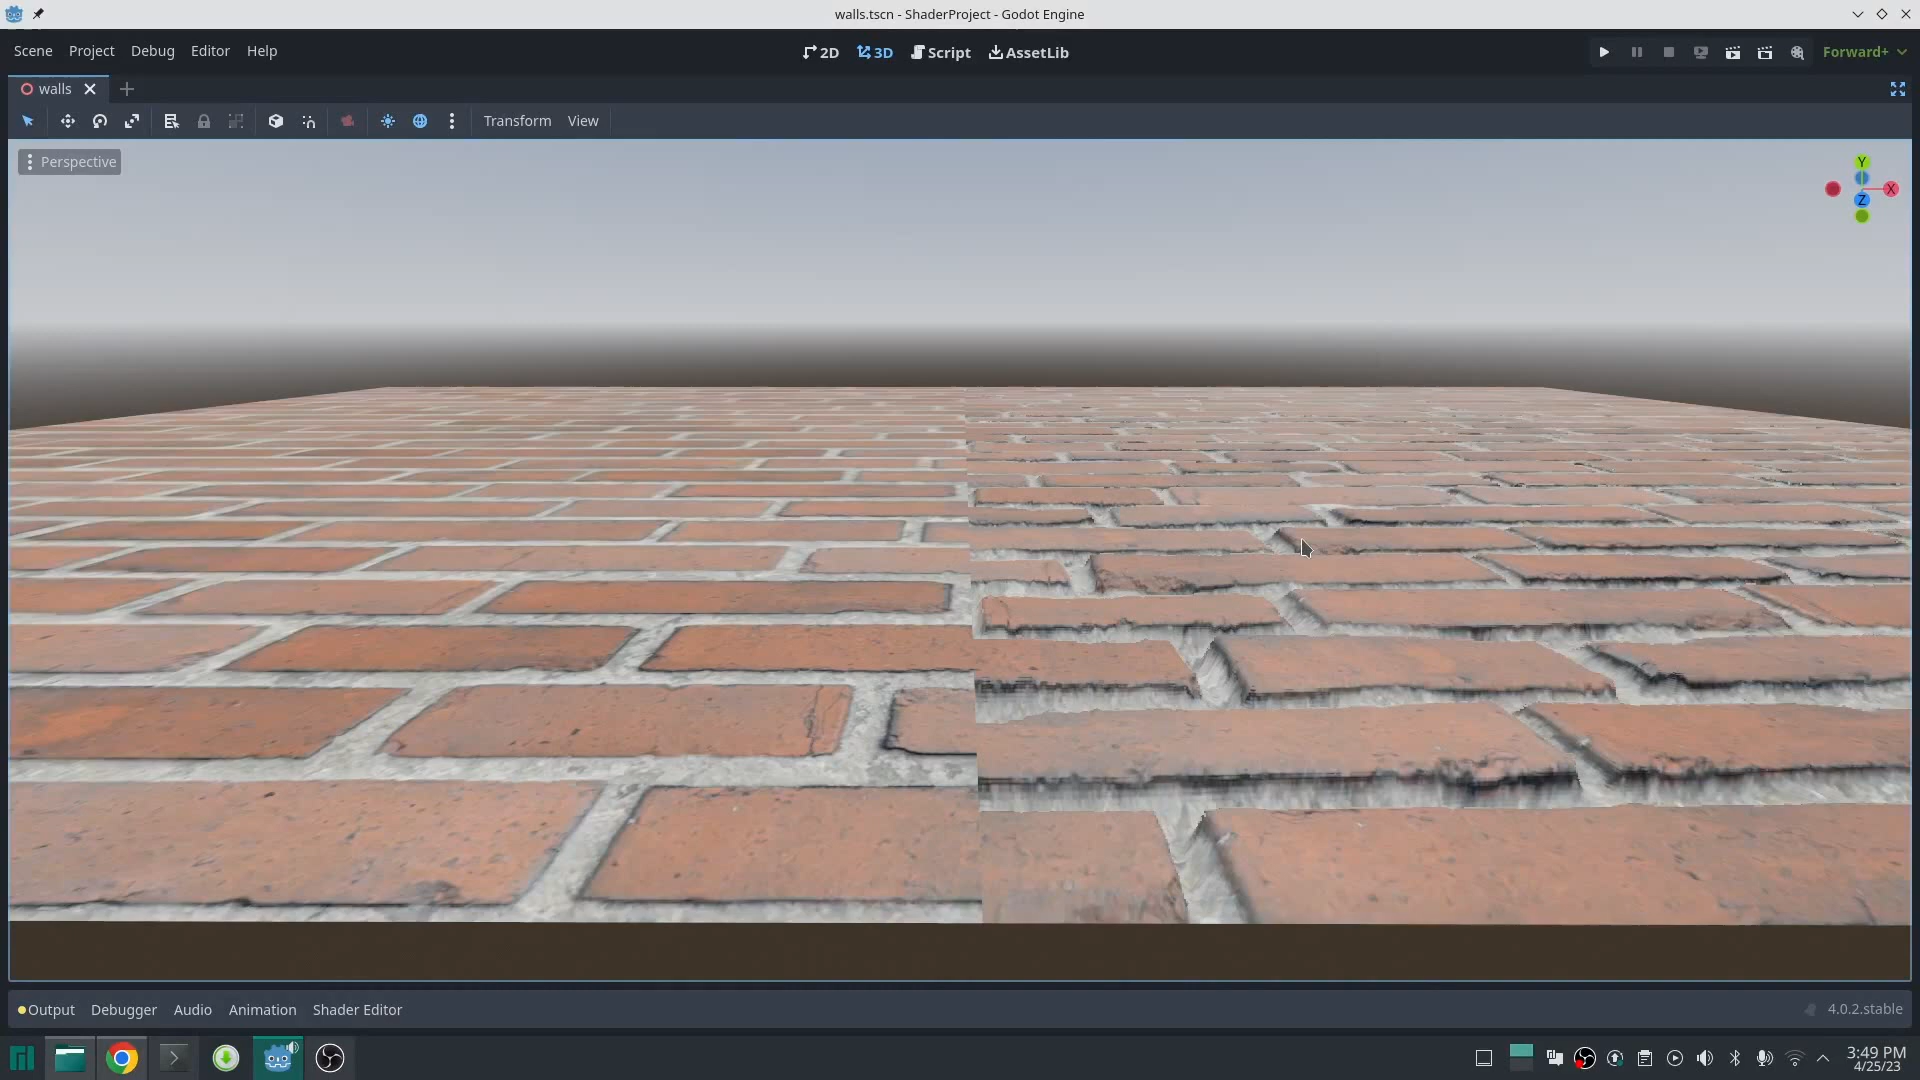 walls.tscn - ShaderProject - Godot Engine
Scene Project Debug Editor Help
2D 3D Script AssetLib
Forward+
walls
Transform View
Perspective
Y
X
Z
Output Debugger Audio Animation Shader Editor
4.0.2.stable
3:49 PM
4/25/23